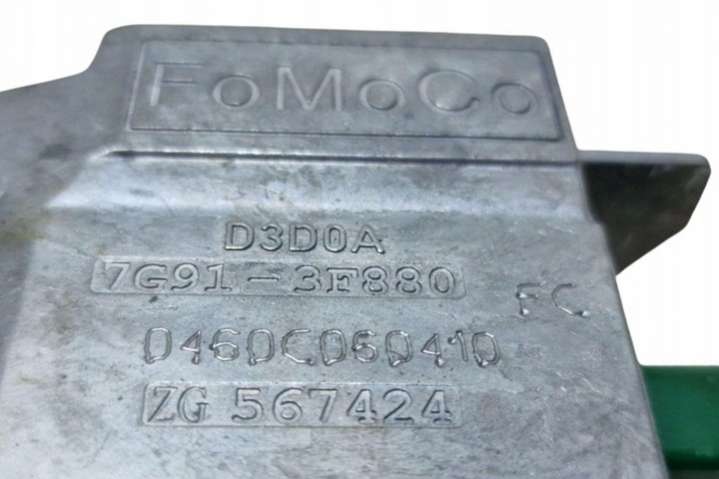 FoMoCo
D3D0A
7G91-3F880
FC
0460C060410
ZG 567424